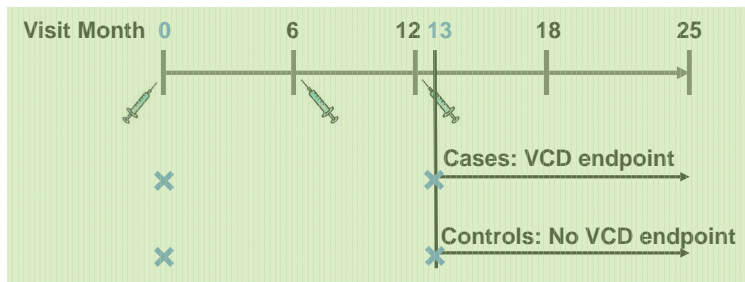 Visit Month 0 6 12 13 18 25
Cases: VCD endpoint
Controls: No VCD endpoint